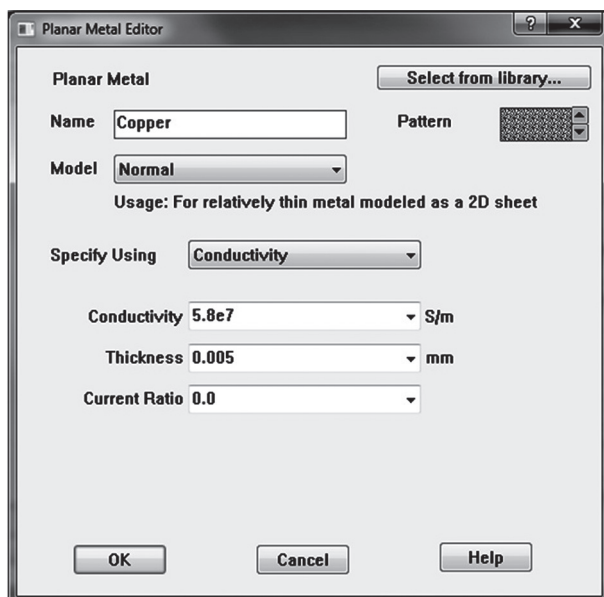 Planar Metal Editor
? x
Planar Metal
Select from library...
Name Copper
Pattern
Model Normal
Usage: For relatively thin metal modeled as a 2D sheet
Specify Using Conductivity
Conductivity 5.8e7 S/m
Thickness 0.005 mm
Current Ratio 0.0
OK Cancel Help